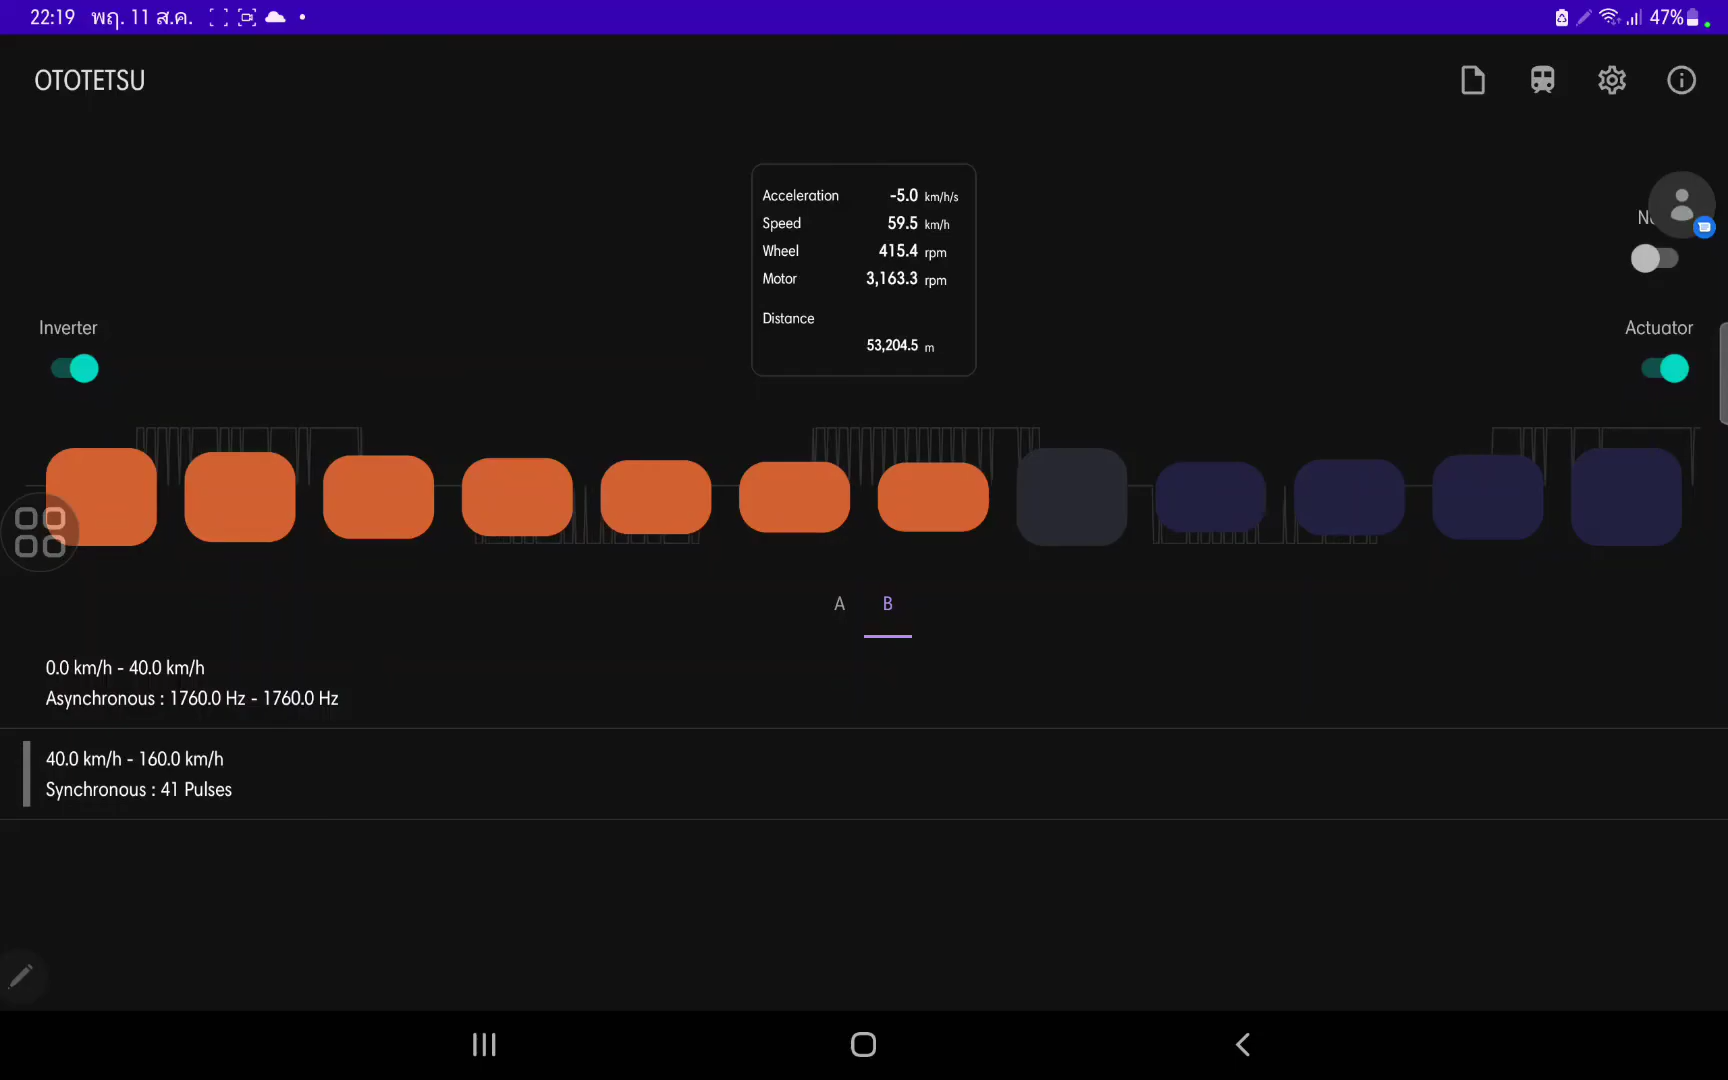 22:19 พฤ. 11 ส.ค.
47%
OTOTETSU
Acceleration -5.0 km/h/s
Speed 59.5 km/h
Wheel 415.4 rpm
Motor 3,163.3 rpm
Distance
53,204.5 m
Inverter
Actuator
A B
0.0 km/h - 40.0 km/h
Asynchronous : 1760.0 Hz - 1760.0 Hz
40.0 km/h - 160.0 km/h
Synchronous : 41 Pulses